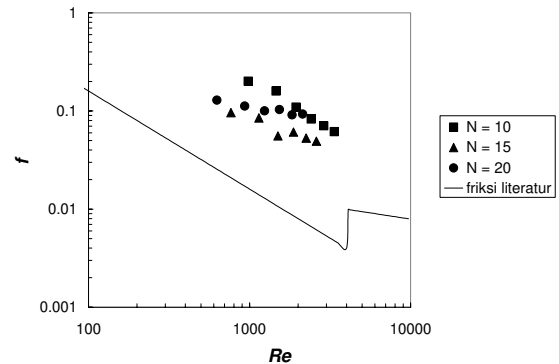 1
0.1
0.01
0.001
f
100 1000 10000
Re
N = 10
N = 15
N = 20
friksi literatur